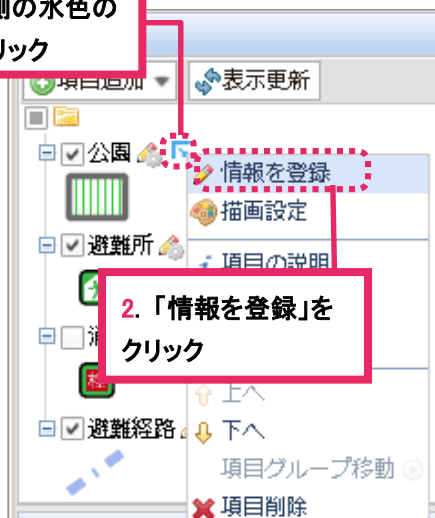 側の水色の
リック
項目追加
表示更新
公園
情報を登録
描画設定
避難所
項目の説明
2. 「情報を登録」を
クリック
上へ
避難経路
下へ
項目グループ移動
項目削除